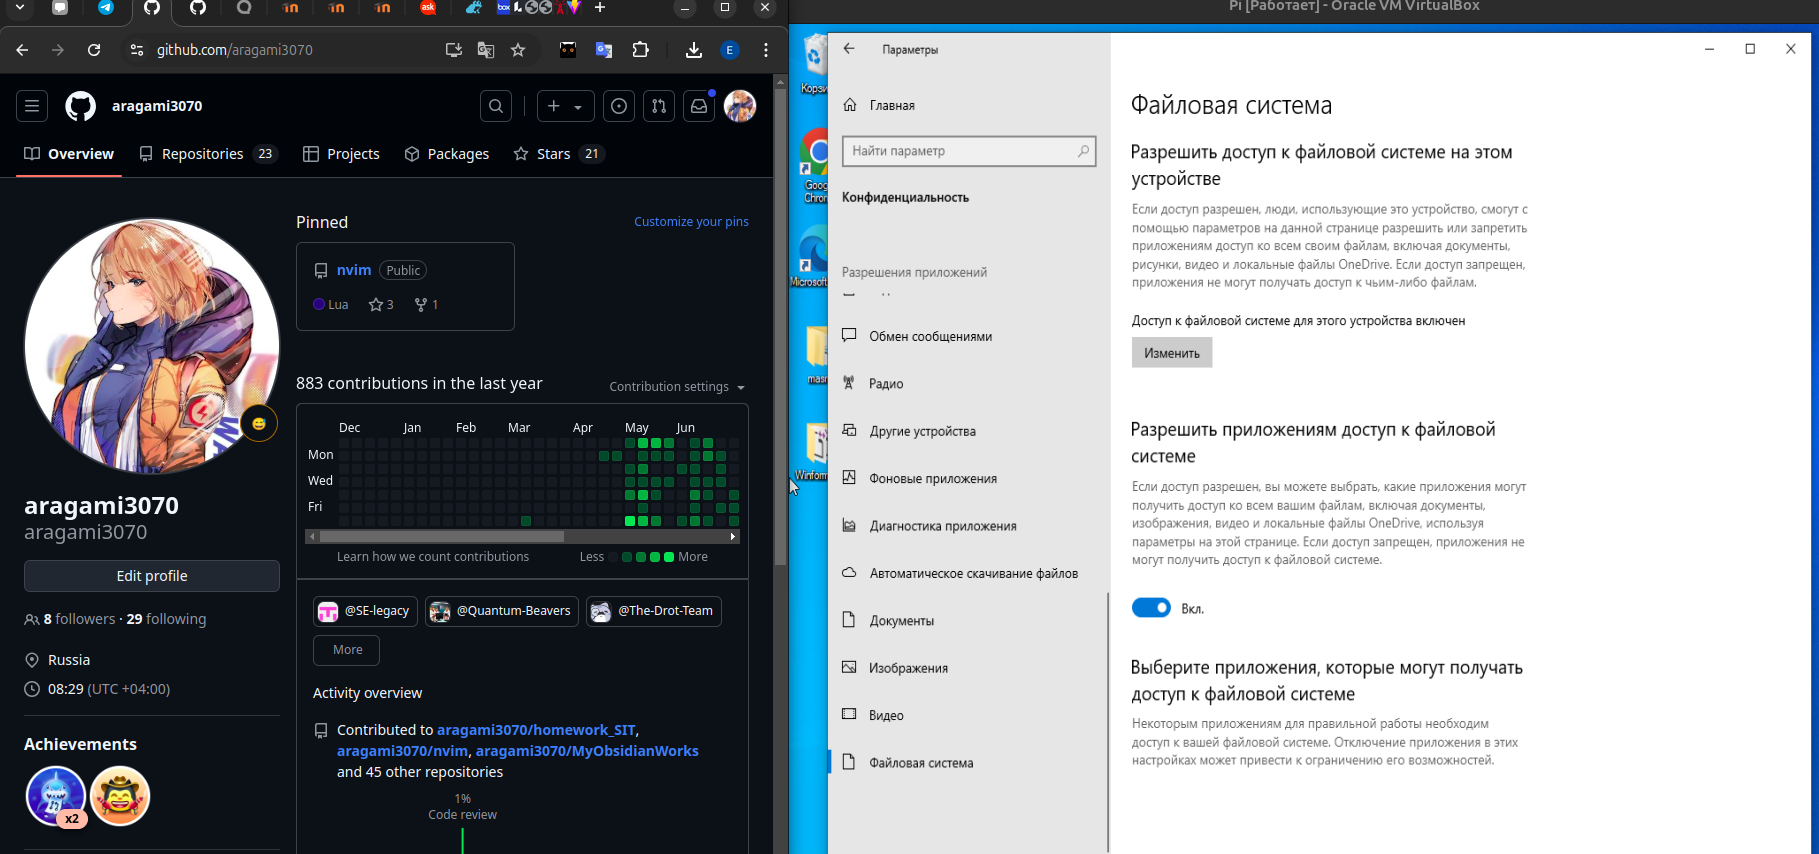 github.com/aragami3070
E
aragami3070
Overview
Repositories 23
Projects
Packages
Stars 21
Pinned
Customize your pins
nvim Public
Lua 3 1
883 contributions in the last year
Contribution settings
Dec Jan Feb Mar Apr May Jun
Mon
Wed
Fri
Learn how we count contributions
Less More
aragami3070
aragami3070
Edit profile
8 followers · 29 following
Russia
08:29 (UTC +04:00)
Achievements
x2
@SE-legacy
@Quantum-Beavers
@The-Drot-Team
More
Activity overview
Contributed to aragami3070/homework_SIT,
aragami3070/nvim, aragami3070/MyObsidianWorks
and 45 other repositories
1%
Code review
Pi [Работает] - Oracle VM VirtualBox
Параметры
Главная
Найти параметр
Конфиденциальность
Разрешения приложений
Обмен сообщениями
Радио
Другие устройства
Фоновые приложения
Диагностика приложения
Автоматическое скачивание файлов
Документы
Изображения
Видео
Файловая система
Файловая система
Разрешить доступ к файловой системе на этом
устройстве
Если доступ разрешен, люди, использующие это устройство, смогут с
помощью параметров на данной странице разрешить или запретить
приложениям доступ ко всем своим файлам, включая документы,
рисунки, видео и локальные файлы OneDrive. Если доступ запрещен,
приложения не могут получать доступ к чьим-либо файлам.
Доступ к файловой системе для этого устройства включен
Изменить
Разрешить приложениям доступ к файловой
системе
Если доступ разрешен, вы можете выбрать, какие приложения могут
получить доступ ко всем вашим файлам, включая документы,
изображения, видео и локальные файлы OneDrive, используя
параметры на этой странице. Если доступ запрещен, приложения не
могут получить доступ к файловой системе.
Вкл.
Выберите приложения, которые могут получать
доступ к файловой системе
Некоторым приложениям для правильной работы необходим
доступ к вашей файловой системе. Отключение приложения в этих
настройках может привести к ограничению его возможностей.